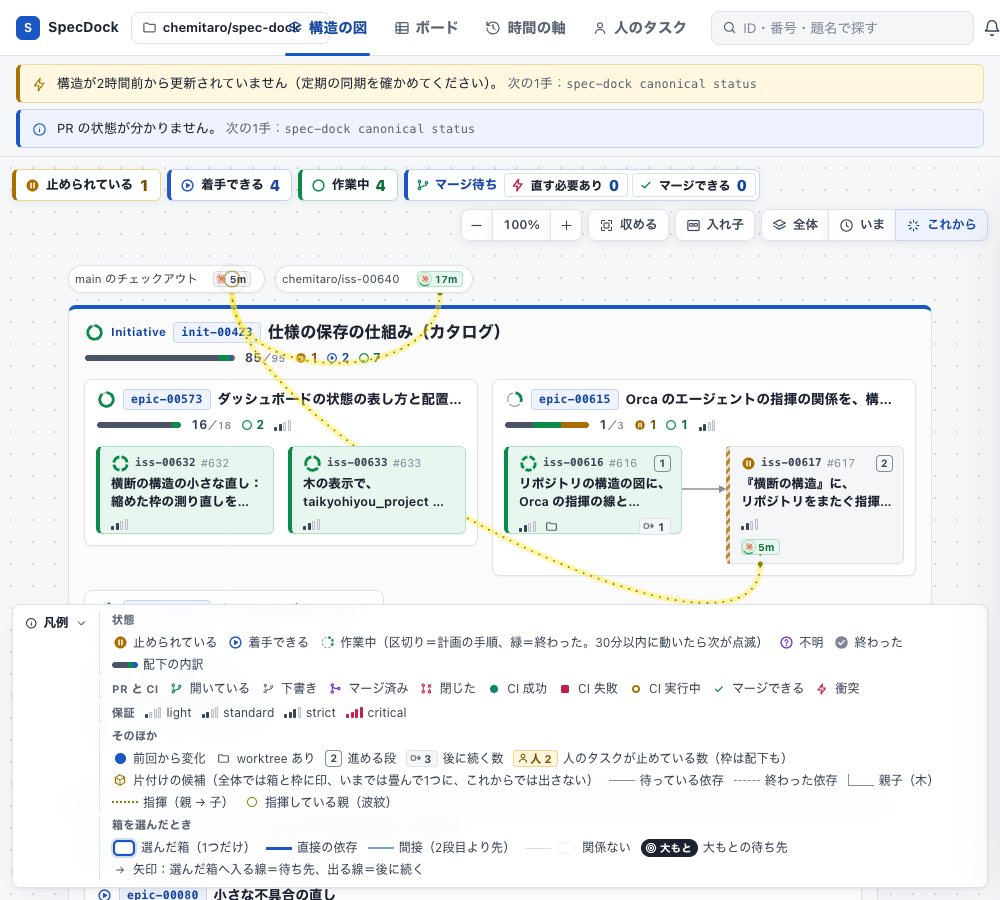 S SpecDock
chemitaro/spec-dock
構造の図 ボード 時間の軸 人のタスク ID・番号・題名で探す
構造が2時間前から更新されていません（定期の同期を確かめてください）。 次の1手：spec-dock canonical status
PR の状態が分かりません。 次の1手：spec-dock canonical status
止められている 1 着手できる 4 作業中 4 マージ待ち 直す必要あり 0 マージできる 0
− 100% + 収める 入れ子 全体 いま これから
main のチェックアウト 5m chemitaro/iss-00640 17m
Initiative init-00423 仕様の保存の仕組み（カタログ）
85/95 1 2 7
epic-00573 ダッシュボードの状態の表し方と配置…
16/18 2
iss-00632 #632
横断の構造の小さな直し：
縮めた枠の測り直しを…
iss-00633 #633
木の表示で、
taikyohiyou_project …
epic-00615 Orca のエージェントの指揮の関係を、構…
1/3 1 1
iss-00616 #616 1
リポジトリの構造の図に、
Orca の指揮の線と…
1
iss-00617 #617 2
『横断の構造』に、
リポジトリをまたぐ指揮…
5m
凡例
状態
止められている 着手できる 作業中（区切り＝計画の手順、緑＝終わった。30分以内に動いたら次が点滅） 不明 終わった
配下の内訳
PR と CI 開いている 下書き マージ済み 閉じた CI 成功 CI 失敗 CI 実行中 マージできる 衝突
保証 light standard strict critical
そのほか
前回から変化 worktree あり 2 進める段 3 後に続く数 人 2 人のタスクが止めている数（枠は配下も）
片付けの候補（全体では箱と枠に印、いまでは畳んで1つに、これからでは出さない） 待っている依存 終わった依存 親子（木）
指揮（親 → 子） 指揮している親（波紋）
箱を選んだとき
選んだ箱（1つだけ） 直接の依存 間接（2段目より先） 関係ない 大もと 大もとの待ち先
→ 矢印：選んだ箱へ入る線＝待ち先、出る線＝後に続く
epic-00080 小さな不具合の直し